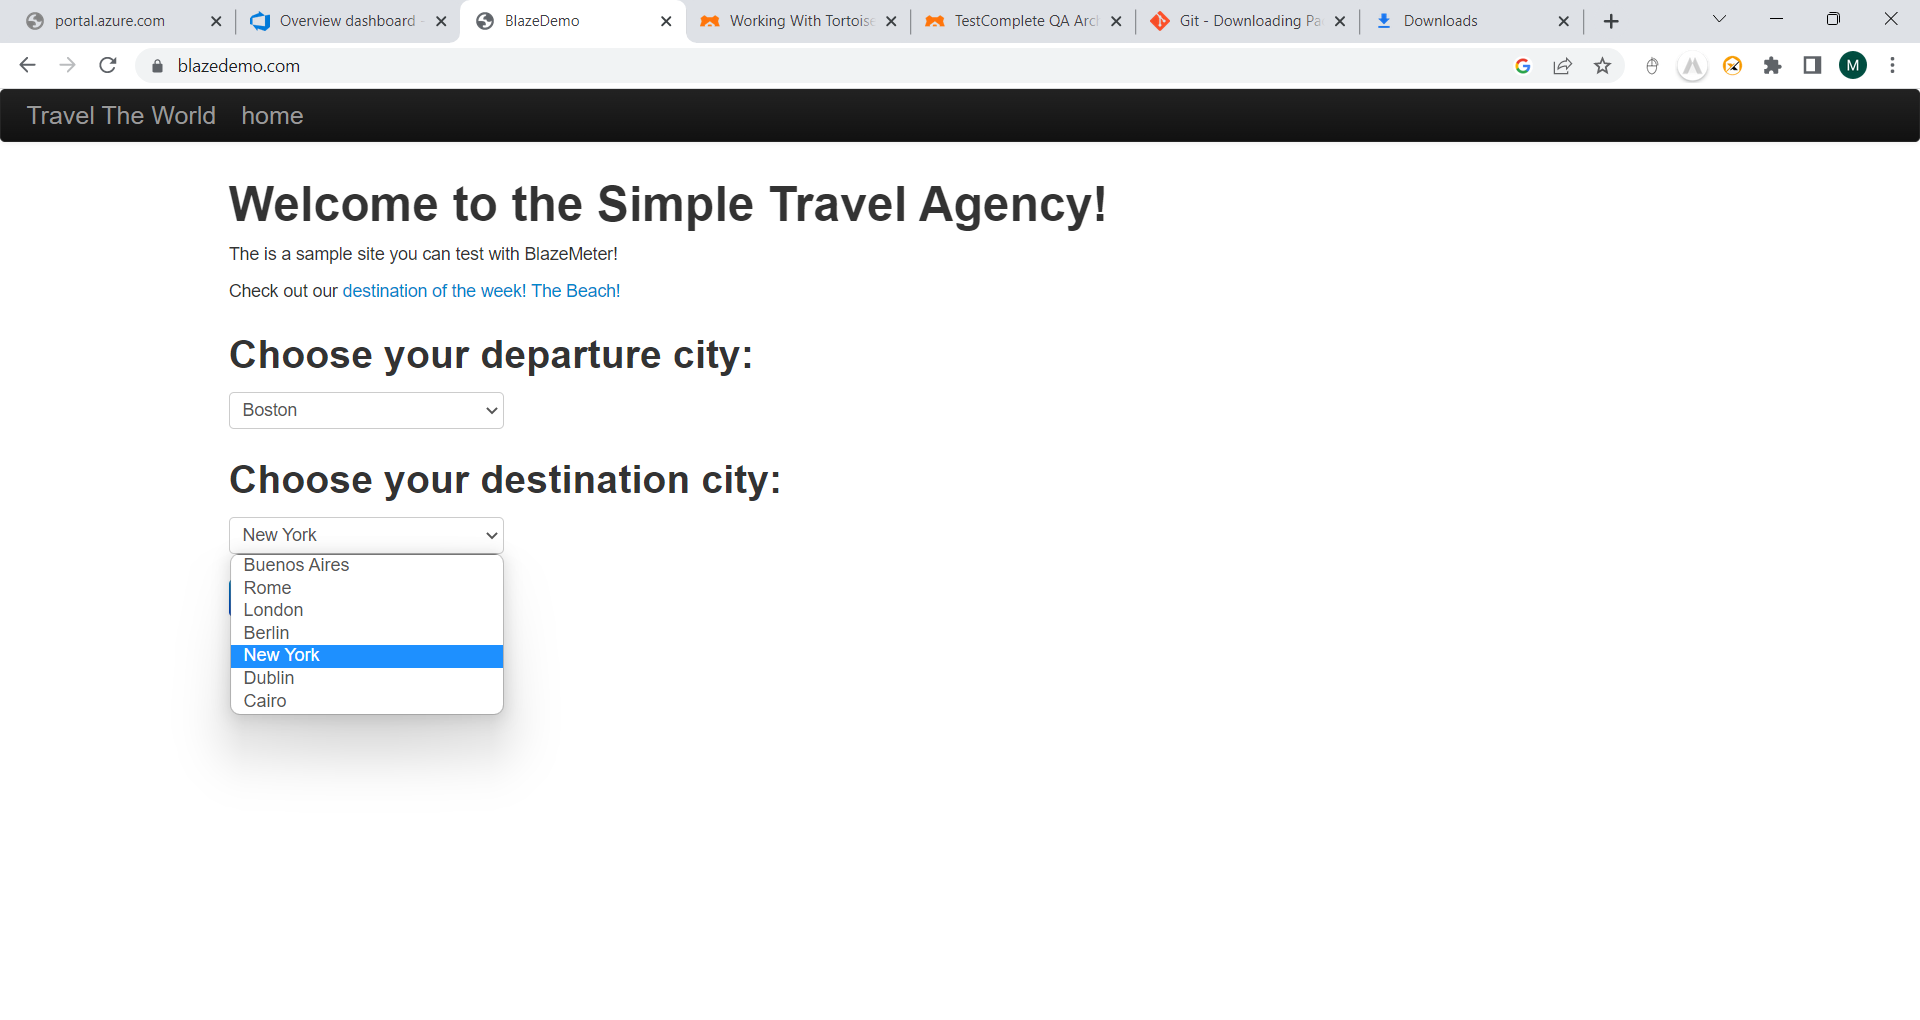 portal.azure.com
Overview dashboard
BlazeDemo
Working With Tortoise
TestComplete QA Arc
Git - Downloading Pa
Downloads
blazedemo.com
M
Travel The World home
Welcome to the Simple Travel Agency!
The is a sample site you can test with BlazeMeter!
Check out our destination of the week! The Beach!
Choose your departure city:
Boston
Choose your destination city:
New York
Buenos Aires
Rome
London
Berlin
New York
Dublin
Cairo